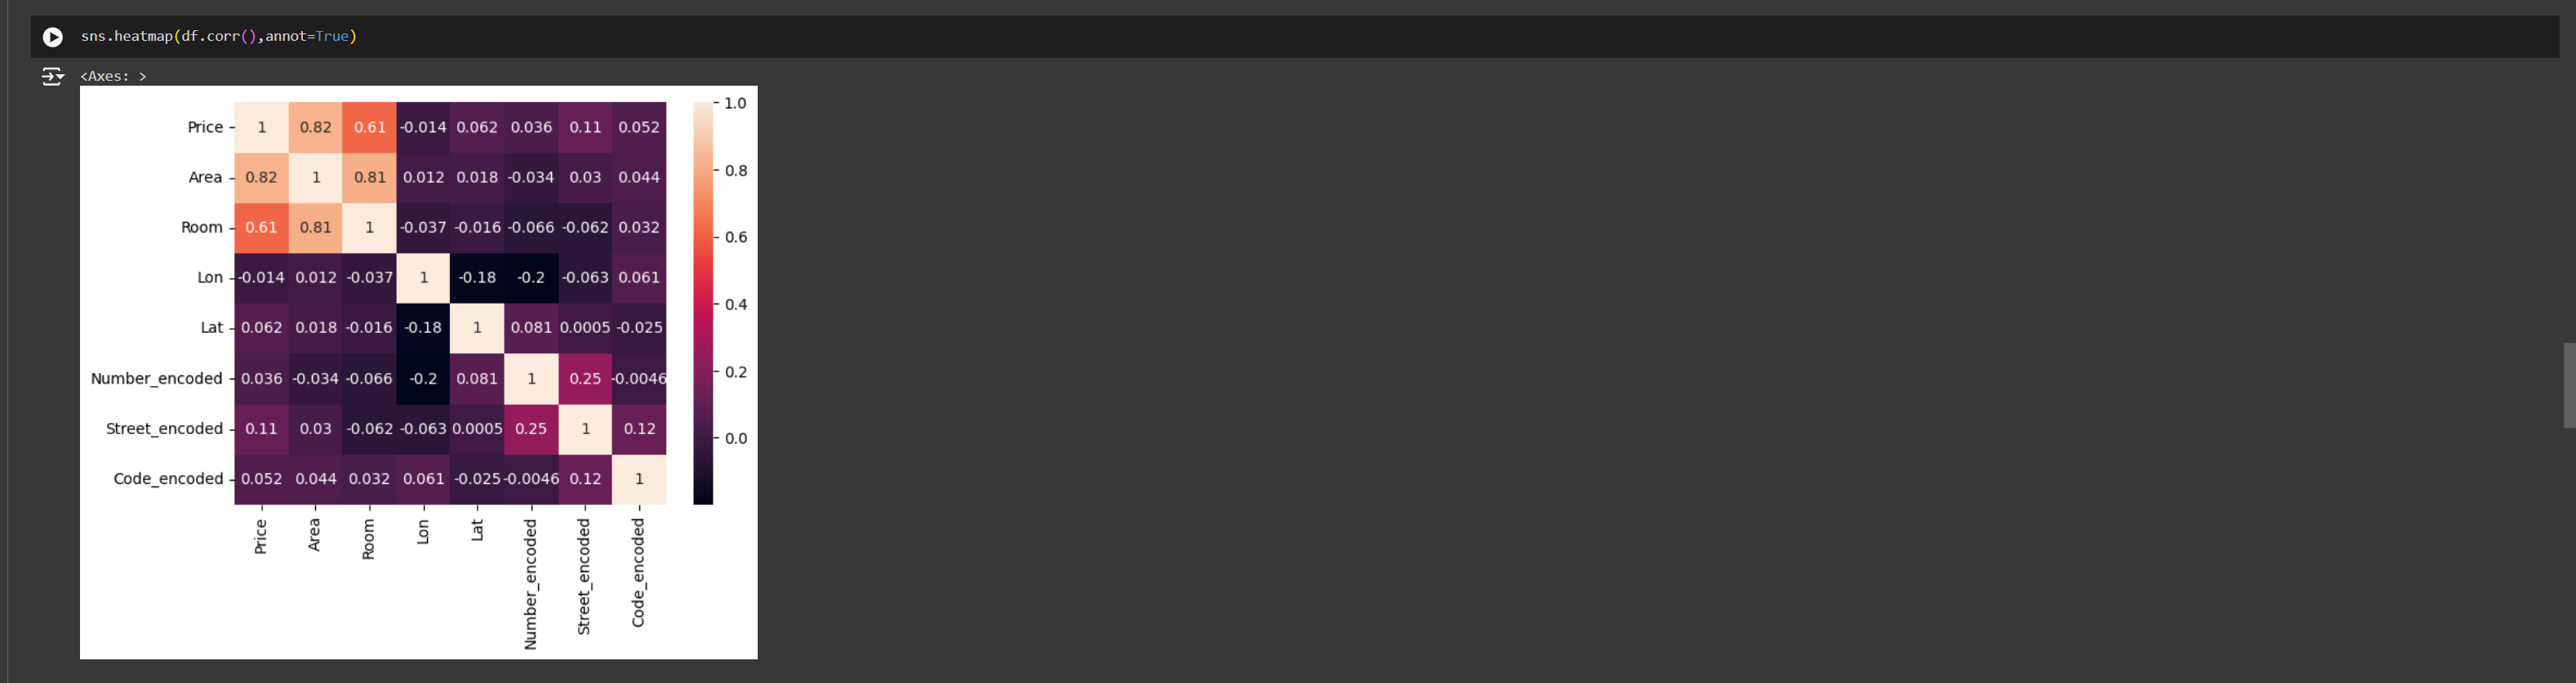 sns.heatmap(df.corr(),annot=True)
<Axes: >
Price 1 0.82 0.61 -0.014 0.062 0.036 0.11 0.052
Area 0.82 1 0.81 0.012 0.018 -0.034 0.03 0.044
Room 0.61 0.81 1 -0.037 -0.016 -0.066 -0.062 0.032
Lon -0.014 0.012 -0.037 1 -0.18 -0.2 -0.063 0.061
Lat 0.062 0.018 -0.016 -0.18 1 0.081 0.0005 -0.025
Number_encoded 0.036 -0.034 -0.066 -0.2 0.081 1 0.25 -0.0046
Street_encoded 0.11 0.03 -0.062 -0.063 0.0005 0.25 1 0.12
Code_encoded 0.052 0.044 0.032 0.061 -0.025 -0.0046 0.12 1
Price
Area
Room
Lon
Lat
Number_encoded
Street_encoded
Code_encoded
1.0
0.8
0.6
0.4
0.2
0.0